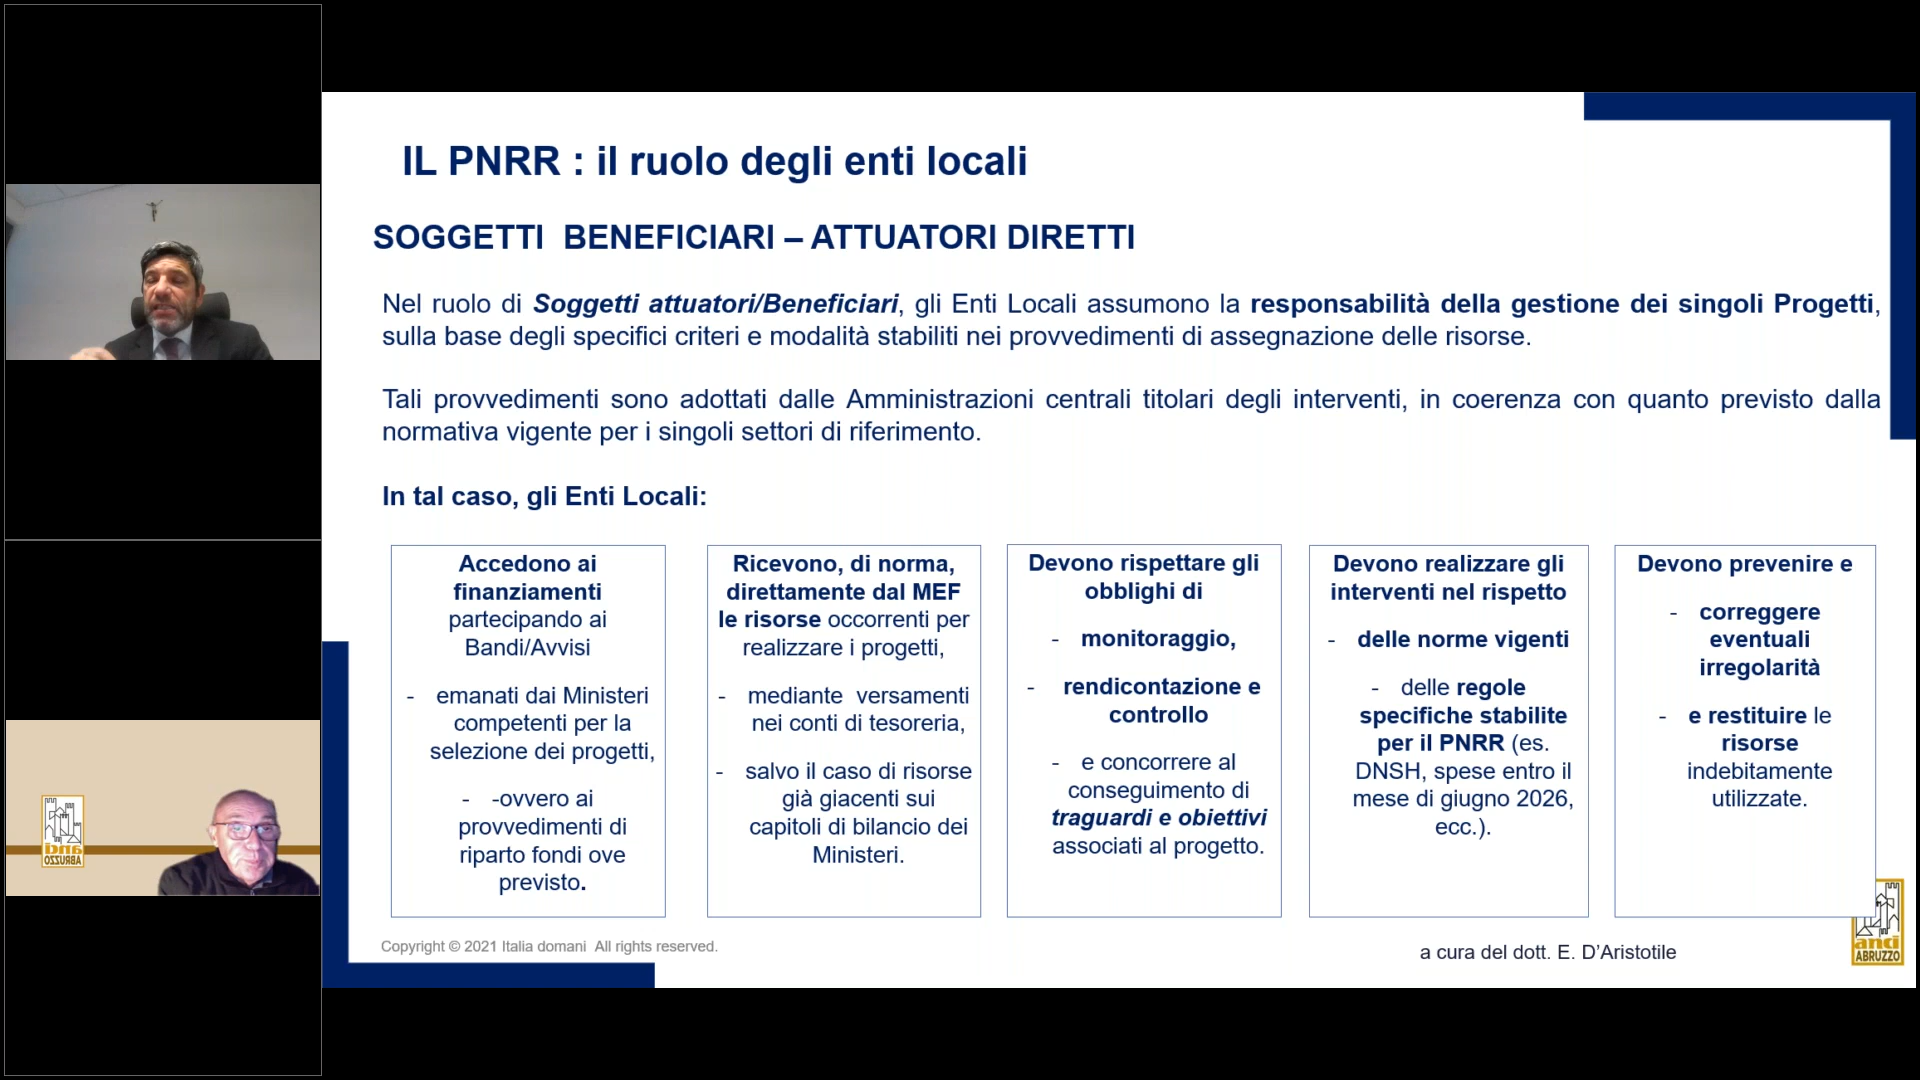 IL PNRR : il ruolo degli enti locali
SOGGETTI BENEFICIARI – ATTUATORI DIRETTI
Nel ruolo di Soggetti attuatori/Beneficiari, gli Enti Locali assumono la responsabilità della gestione dei singoli Progetti,
sulla base degli specifici criteri e modalità stabiliti nei provvedimenti di assegnazione delle risorse.
Tali provvedimenti sono adottati dalle Amministrazioni centrali titolari degli interventi, in coerenza con quanto previsto dalla
normativa vigente per i singoli settori di riferimento.
In tal caso, gli Enti Locali:
Accedono ai
finanziamenti
partecipando ai
Bandi/Avvisi
- emanati dai Ministeri
competenti per la
selezione dei progetti,
- -ovvero ai
provvedimenti di
riparto fondi ove
previsto.
Ricevono, di norma,
direttamente dal MEF
le risorse occorrenti per
realizzare i progetti,
- mediante versamenti
nei conti di tesoreria,
- salvo il caso di risorse
già giacenti sui
capitoli di bilancio dei
Ministeri.
Devono rispettare gli
obblighi di
- monitoraggio,
- rendicontazione e
controllo
- e concorrere al
conseguimento di
traguardi e obiettivi
associati al progetto.
Devono realizzare gli
interventi nel rispetto
- delle norme vigenti
- delle regole
specifiche stabilite
per il PNRR (es.
DNSH, spese entro il
mese di giugno 2026,
ecc.).
Devono prevenire e
- correggere
eventuali
irregolarità
- e restituire le
risorse
indebitamente
utilizzate.
Copyright © 2021 Italia domani All rights reserved.
a cura del dott. E. D'Aristotile
anci
ABRUZZO
anci
ABRUZZO